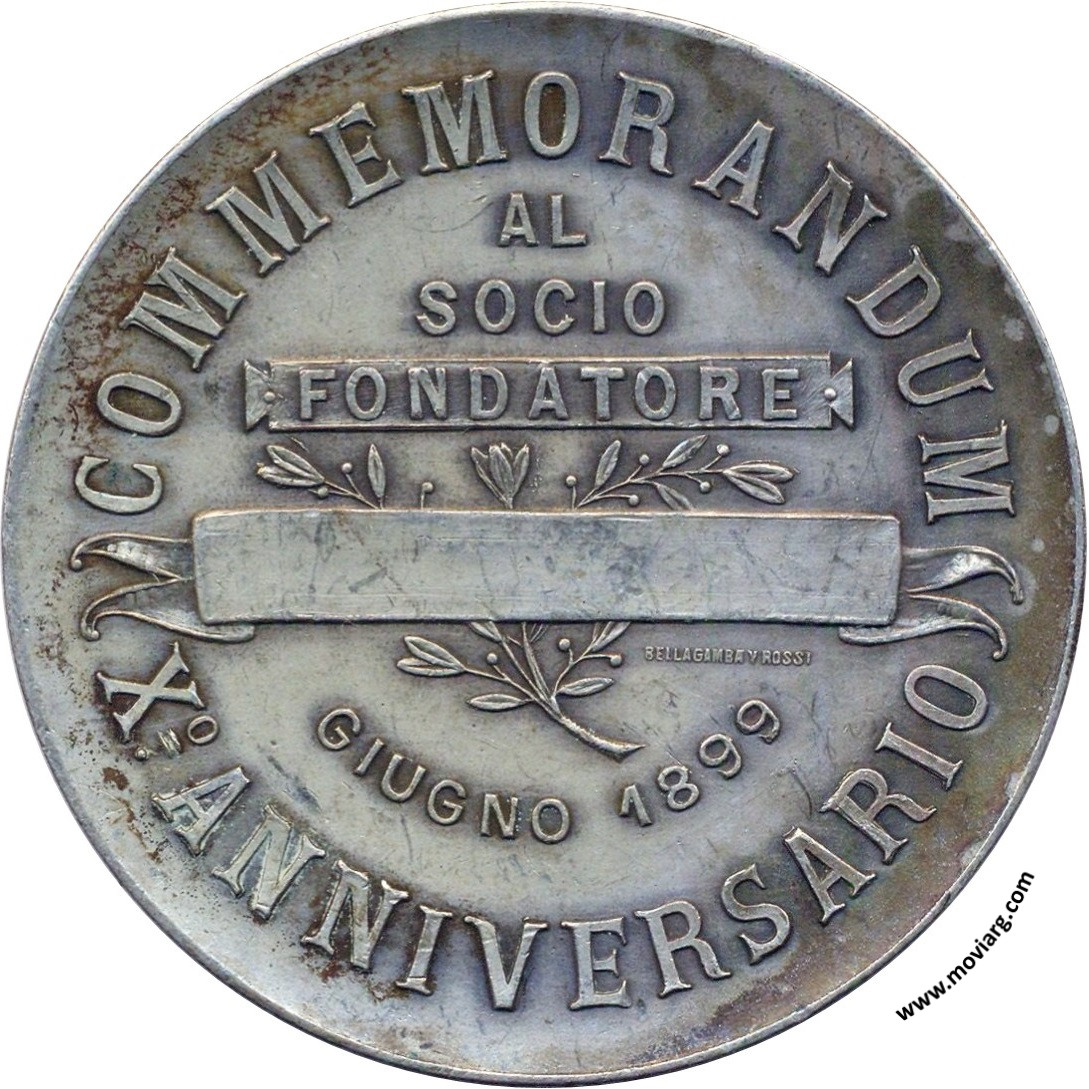 COMMEMORANDUM
AL
SOCIO
FONDATORE
BELLAGAMBA Y ROSSI
GIUGNO 1899
X.º ANNIVERSARIO
www.moviarg.com